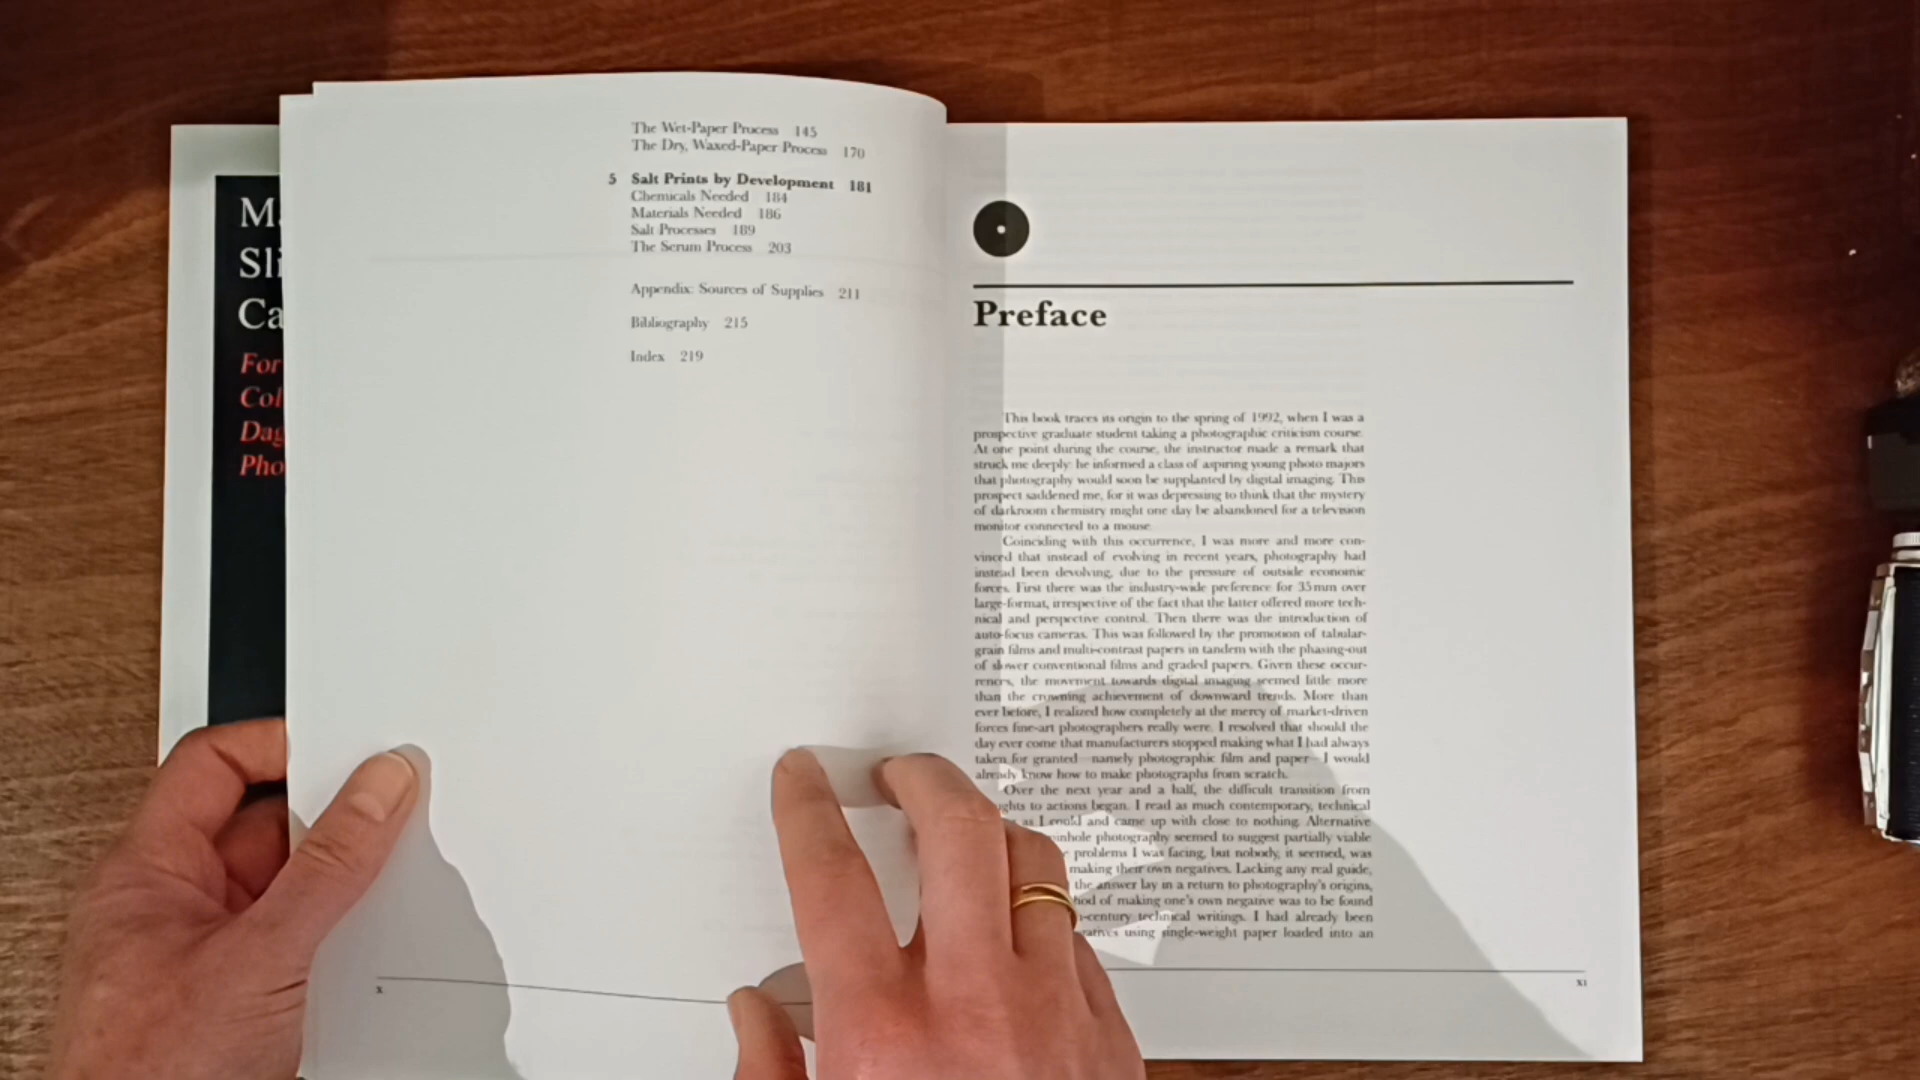 Ma
Sli
Ca
For
Col
Dag
Pho
The Wet-Paper Process 145
The Dry, Waxed-Paper Process 170
5 Salt Prints by Development 181
Chemicals Needed 184
Materials Needed 186
Salt Processes 189
The Serum Process 203
Appendix: Sources of Supplies 211
Bibliography 215
Index 219
x
Preface
This book traces its origin to the spring of 1992, when I was a
prospective graduate student taking a photographic criticism course.
At one point during the course, the instructor made a remark that
struck me deeply: he informed a class of aspiring young photo majors
that photography would soon be supplanted by digital imaging. This
prospect saddened me, for it was depressing to think that the mystery
of darkroom chemistry might one day be abandoned for a television
monitor connected to a mouse.
Coinciding with this occurrence, I was more and more con-
vinced that instead of evolving in recent years, photography had
instead been devolving, due to the pressure of outside economic
forces. First there was the industry-wide preference for 35mm over
large-format, irrespective of the fact that the latter offered more tech-
nical and perspective control. Then there was the introduction of
auto-focus cameras. This was followed by the promotion of tabular-
grain films and multi-contrast papers in tandem with the phasing-out
of slower conventional films and graded papers. Given these occur-
rences, the movement towards digital imaging seemed little more
than the crowning achievement of downward trends. More than
ever before, I realized how completely at the mercy of market-driven
forces fine-art photographers really were. I resolved that should the
day ever come that manufacturers stopped making what I had always
taken for granted—namely photographic film and paper—I would
already know how to make photographs from scratch.
Over the next year and a half, the difficult transition from
ghts to actions began. I read as much contemporary, technical
as I could and came up with close to nothing. Alternative
inhole photography seemed to suggest partially viable
problems I was facing, but nobody, it seemed, was
making their own negatives. Lacking any real guide,
the answer lay in a return to photography's origins,
hod of making one's own negative was to be found
-century technical writings. I had already been
gatives using single-weight paper loaded into an
xi